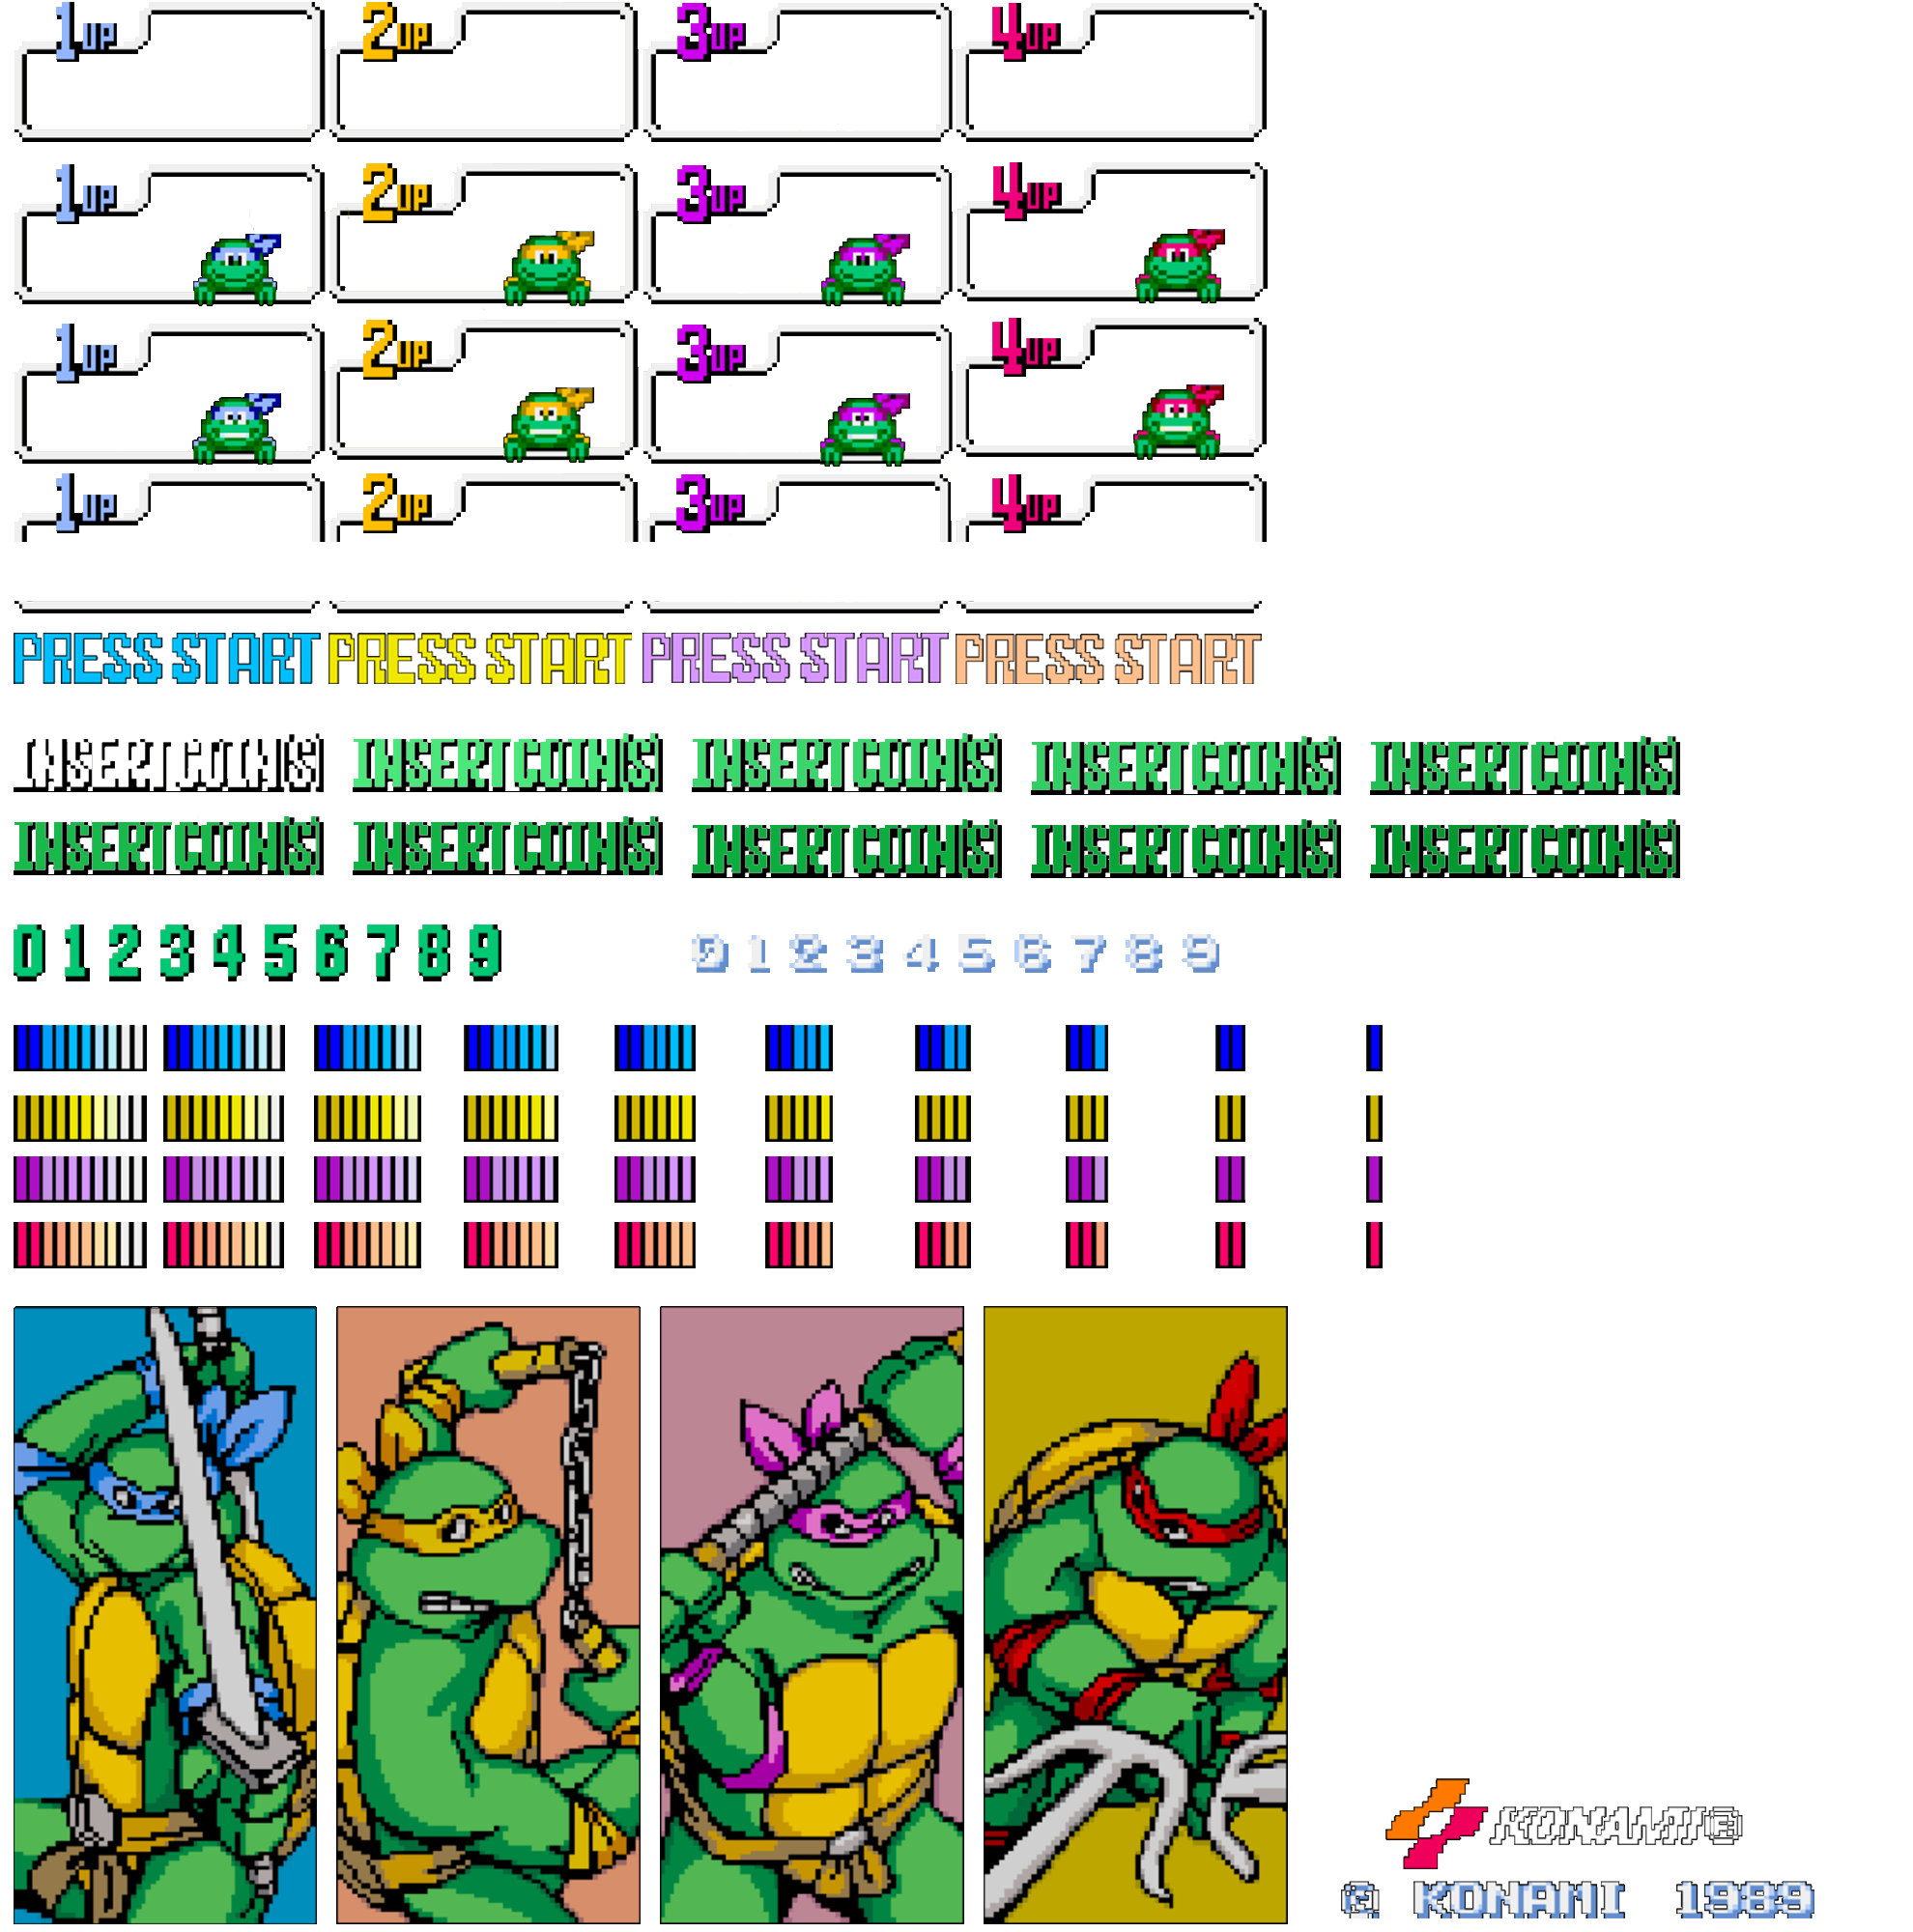 1UP 2UP 3UP 4UP
1UP 2UP 3UP 4UP
1UP 2UP 3UP 4UP
1UP 2UP 3UP 4UP
PRESS START PRESS START PRESS START PRESS START
INSERT COIN(S) INSERT COIN(S) INSERT COIN(S) INSERT COIN(S) INSERT COIN(S)
INSERT COIN(S) INSERT COIN(S) INSERT COIN(S) INSERT COIN(S) INSERT COIN(S)
0 1 2 3 4 5 6 7 8 9 0 1 2 3 4 5 6 7 8 9
KONAMI®
© KONAMI 1989